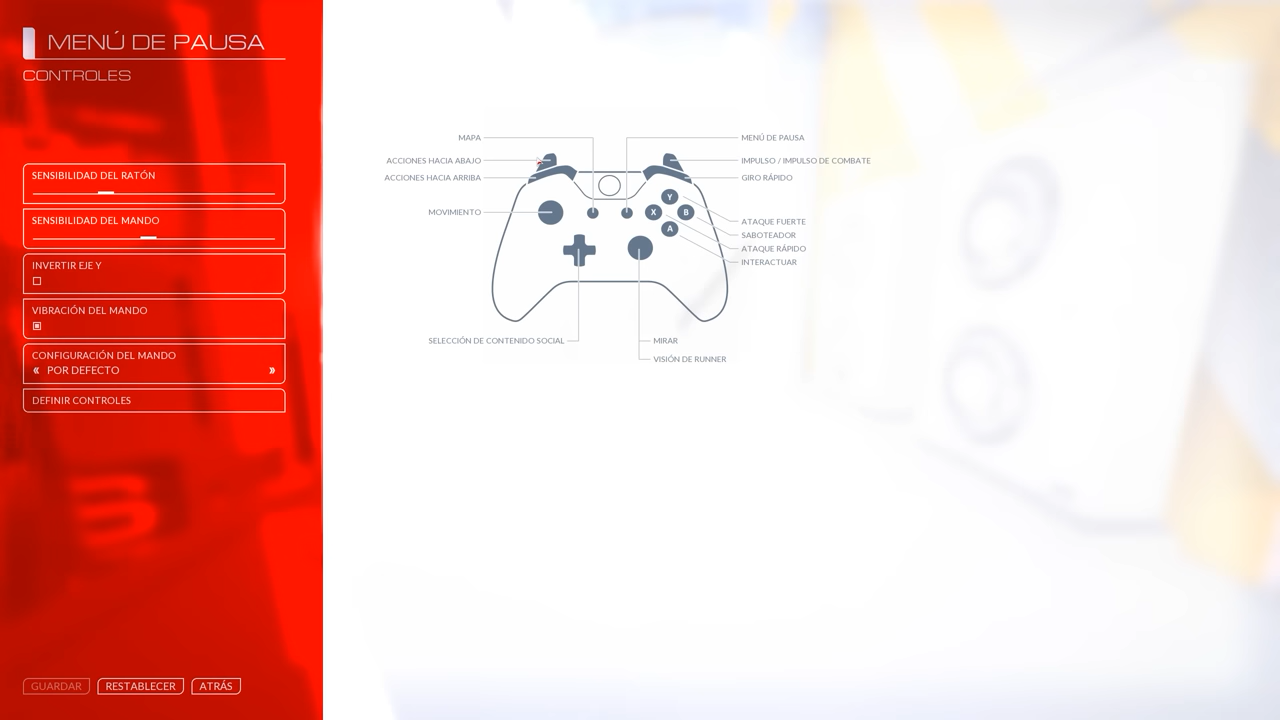 MENÚ DE PAUSA
CONTROLES
SENSIBILIDAD DEL RATÓN
SENSIBILIDAD DEL MANDO
INVERTIR EJE Y
VIBRACIÓN DEL MANDO
CONFIGURACIÓN DEL MANDO
« POR DEFECTO »
DEFINIR CONTROLES
GUARDAR RESTABLECER ATRÁS
MAPA
ACCIONES HACIA ABAJO
ACCIONES HACIA ARRIBA
MOVIMIENTO
SELECCIÓN DE CONTENIDO SOCIAL
Y
X
B
A
MENÚ DE PAUSA
IMPULSO / IMPULSO DE COMBATE
GIRO RÁPIDO
ATAQUE FUERTE
SABOTEADOR
ATAQUE RÁPIDO
INTERACTUAR
MIRAR
VISIÓN DE RUNNER
3